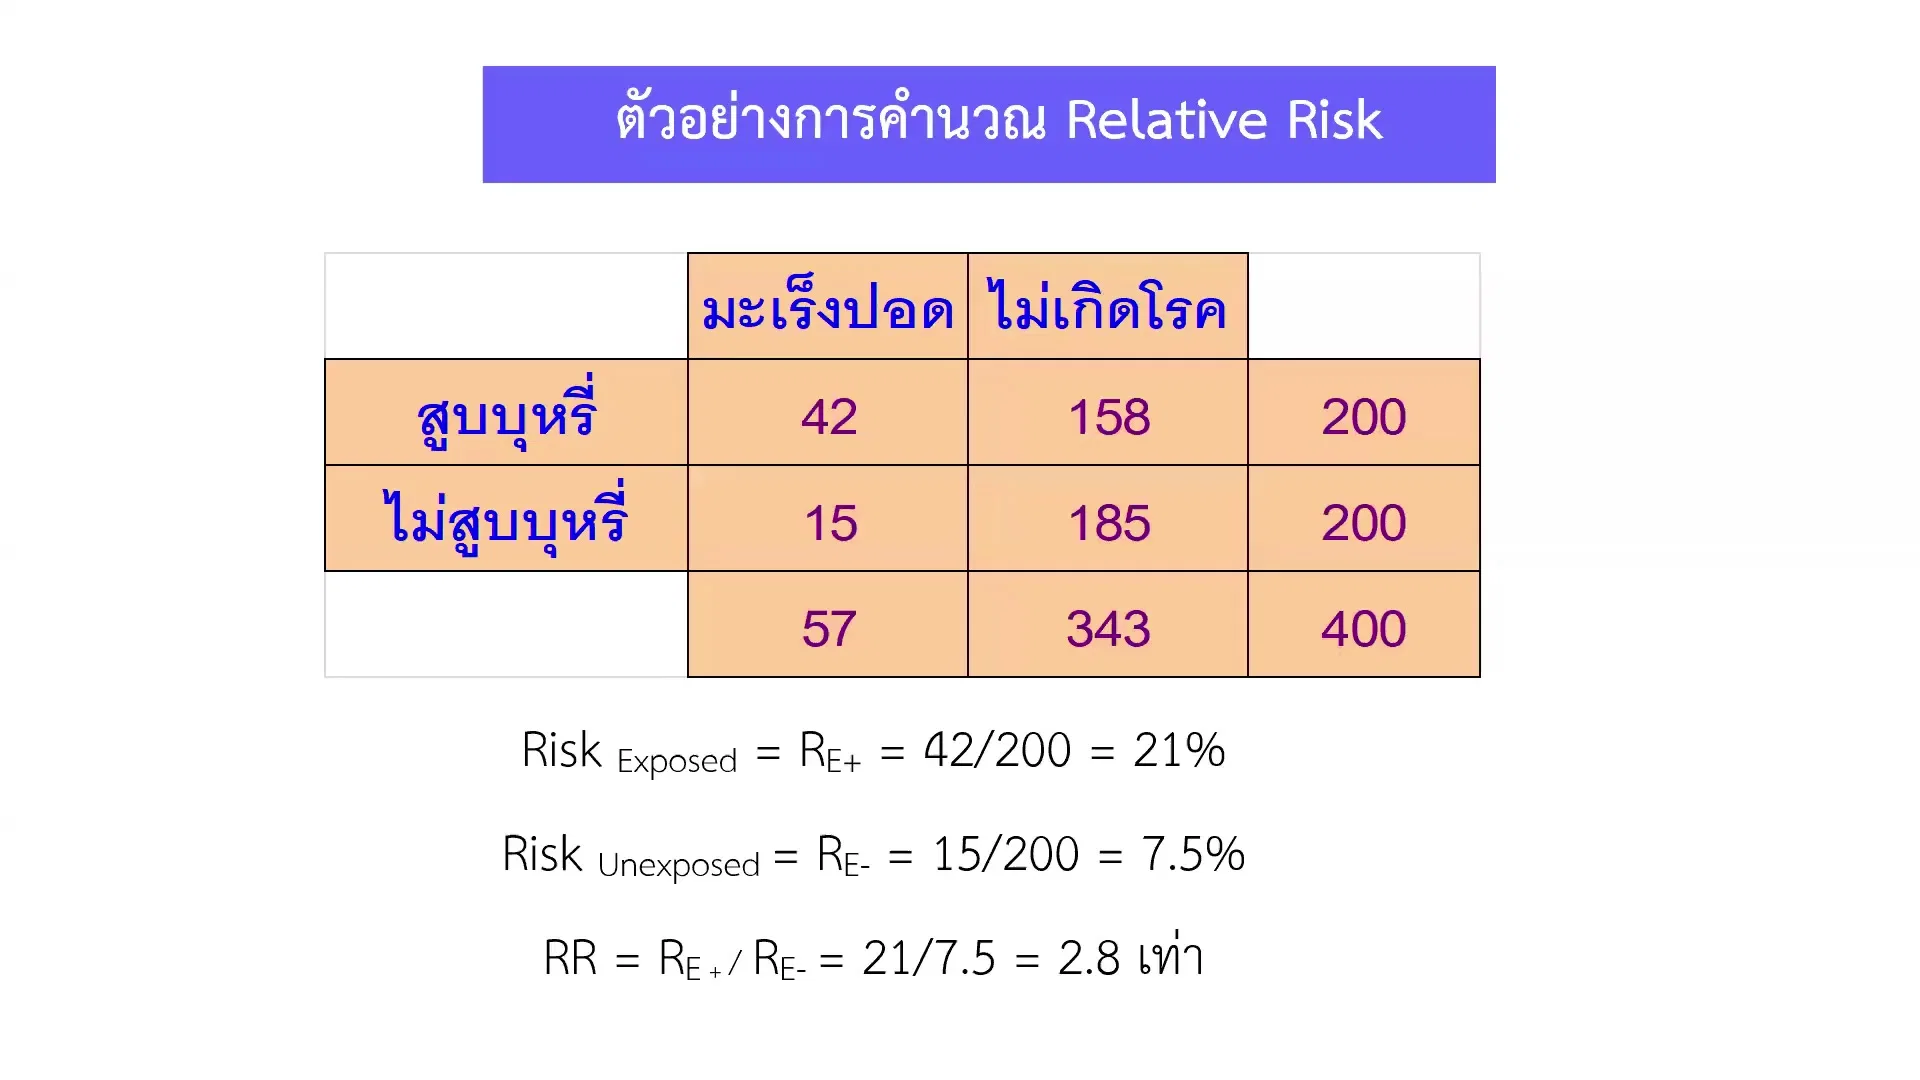 ตัวอย่างการคำนวณ Relative Risk
มะเร็งปอด ไม่เกิดโรค
สูบบุหรี่ 42 158 200
ไม่สูบบุหรี่ 15 185 200
57 343 400
Risk Exposed = RE+ = 42/200 = 21%
Risk Unexposed = RE- = 15/200 = 7.5%
RR = RE + / RE- = 21/7.5 = 2.8 เท่า